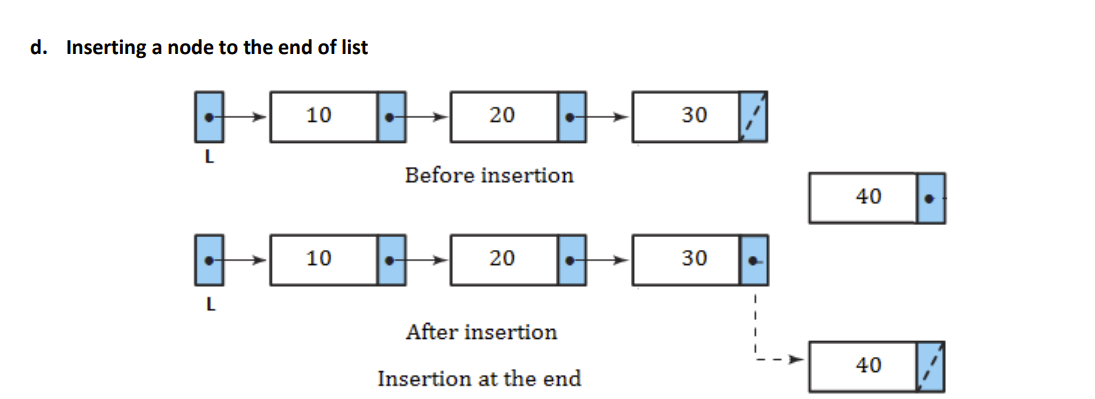 d. Inserting a node to the end of list
10 20 30
L
Before insertion
40
10 20 30
L
After insertion
40
Insertion at the end